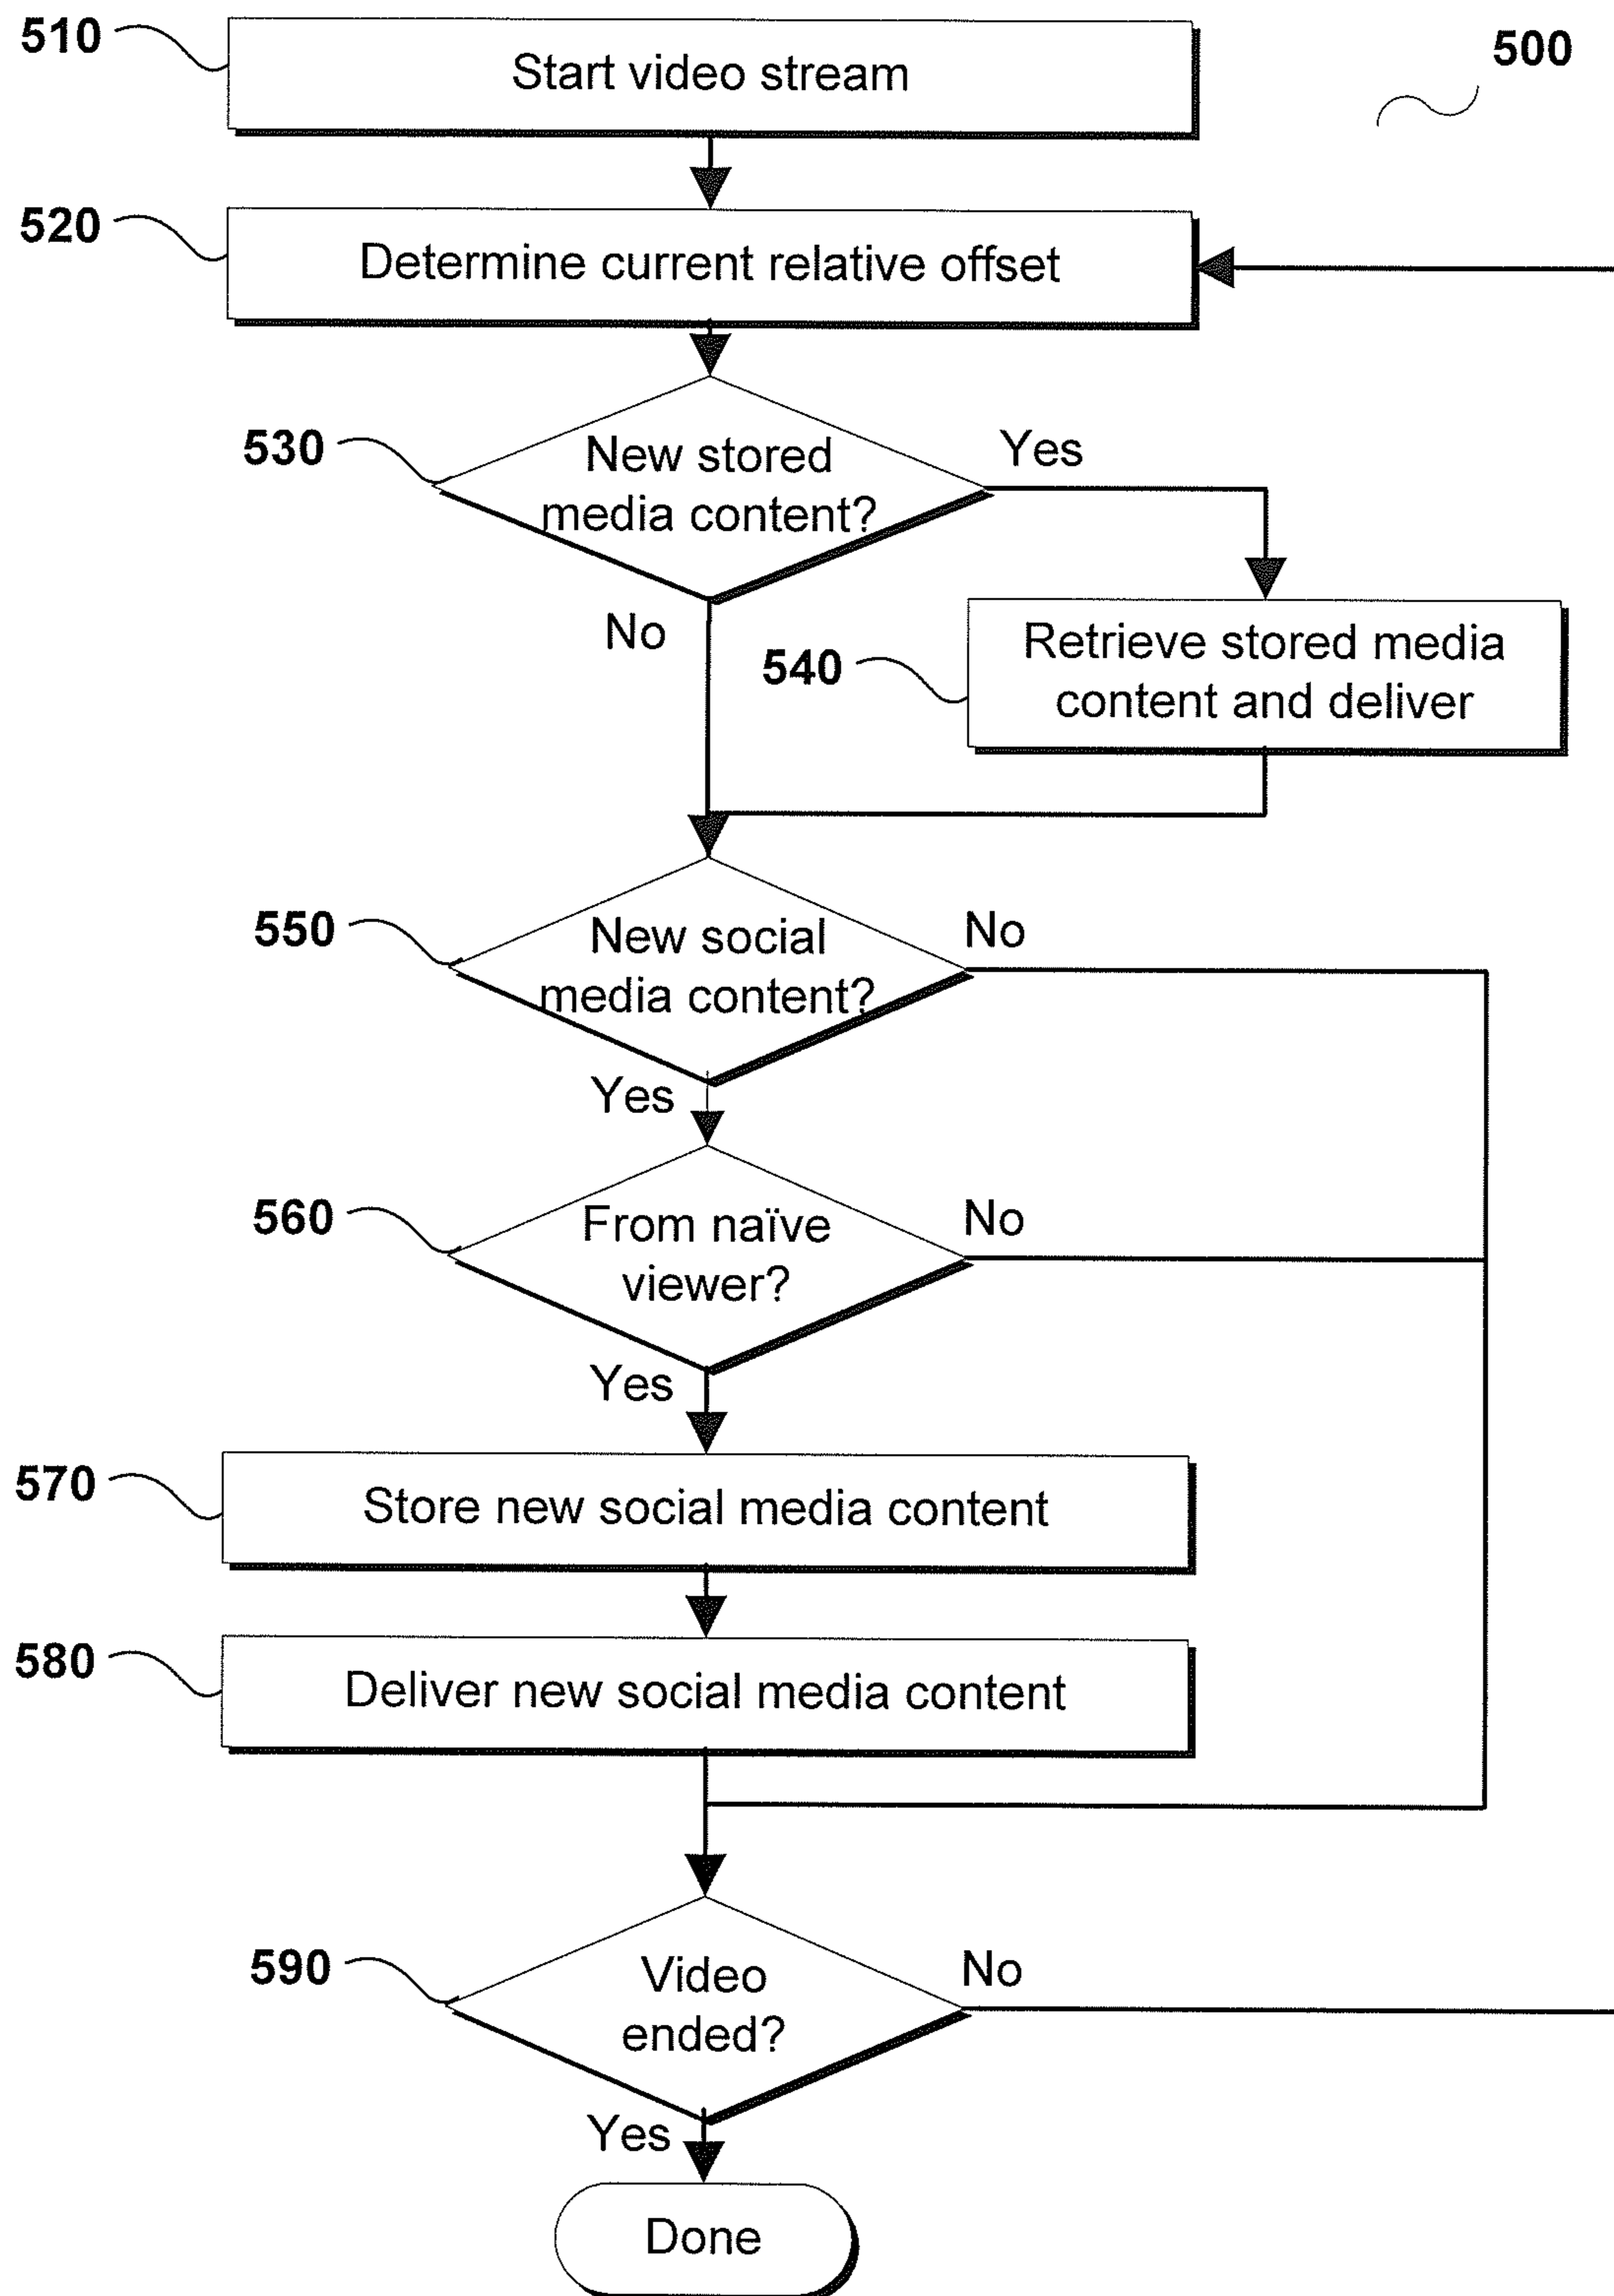 510
Start video stream
500
520
Determine current relative offset
530
New stored
media content?
Yes
No
540
Retrieve stored media
content and deliver
550
New social
media content?
No
Yes
560
From naïve
viewer?
No
Yes
570
Store new social media content
580
Deliver new social media content
590
Video
ended?
No
Yes
Done